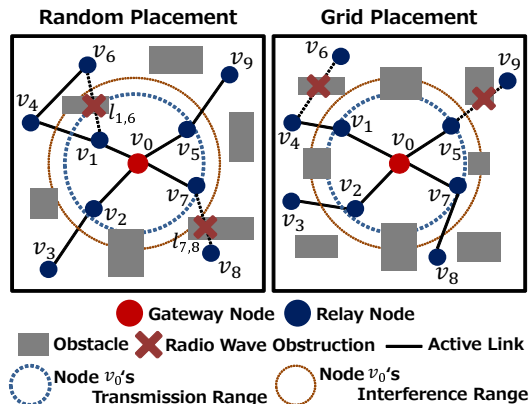 Random Placement
Grid Placement
v₆
v₉
v₄
l₁,₆
v₁
v₀
v₅
v₇
v₂
v₃
l₇,₈
v₈
v₆
v₉
v₄
v₁
v₀
v₅
v₇
v₂
v₃
v₈
Gateway Node
Relay Node
Obstacle
Radio Wave Obstruction
Active Link
Node v₀'s
Transmission Range
Node v₀'s
Interference Range